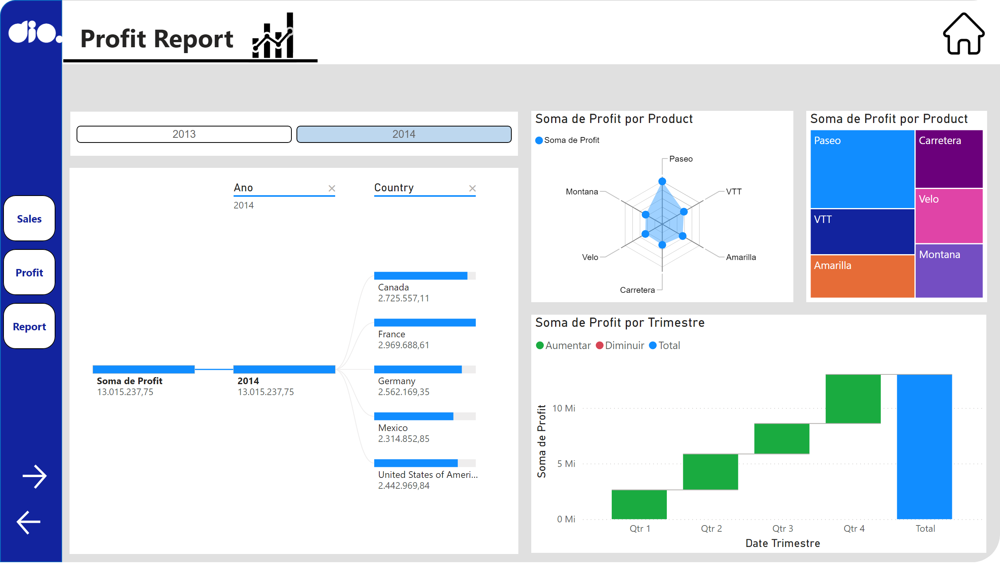 dio.
Profit Report
Sales
Profit
Report
2013
2014
Ano
2014
Country
Soma de Profit
13.015.237,75
2014
13.015.237,75
Canada
2.725.557,11
France
2.969.688,61
Germany
2.562.169,35
Mexico
2.314.852,85
United States of Ameri...
2.442.969,84
Soma de Profit por Product
Soma de Profit
Paseo
VTT
Amarilla
Carretera
Velo
Montana
Soma de Profit por Product
Paseo
VTT
Amarilla
Carretera
Velo
Montana
Soma de Profit por Trimestre
Aumentar Diminuir Total
Soma de Profit
10 Mi
5 Mi
0 Mi
Qtr 1 Qtr 2 Qtr 3 Qtr 4 Total
Date Trimestre